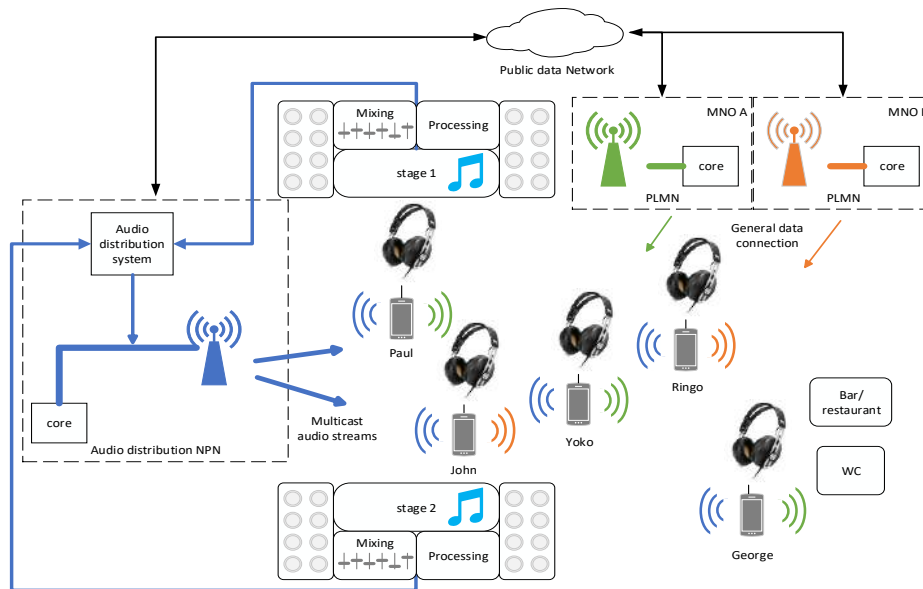 Public data Network
MNO A
MNO
Mixing
Processing
stage 1
core
core
PLMN
PLMN
General data
connection
Audio
distribution
system
Paul
Ringo
Bar/
restaurant
core
Multicast
audio streams
Audio distribution NPN
John
Yoko
WC
stage 2
Mixing
Processing
George